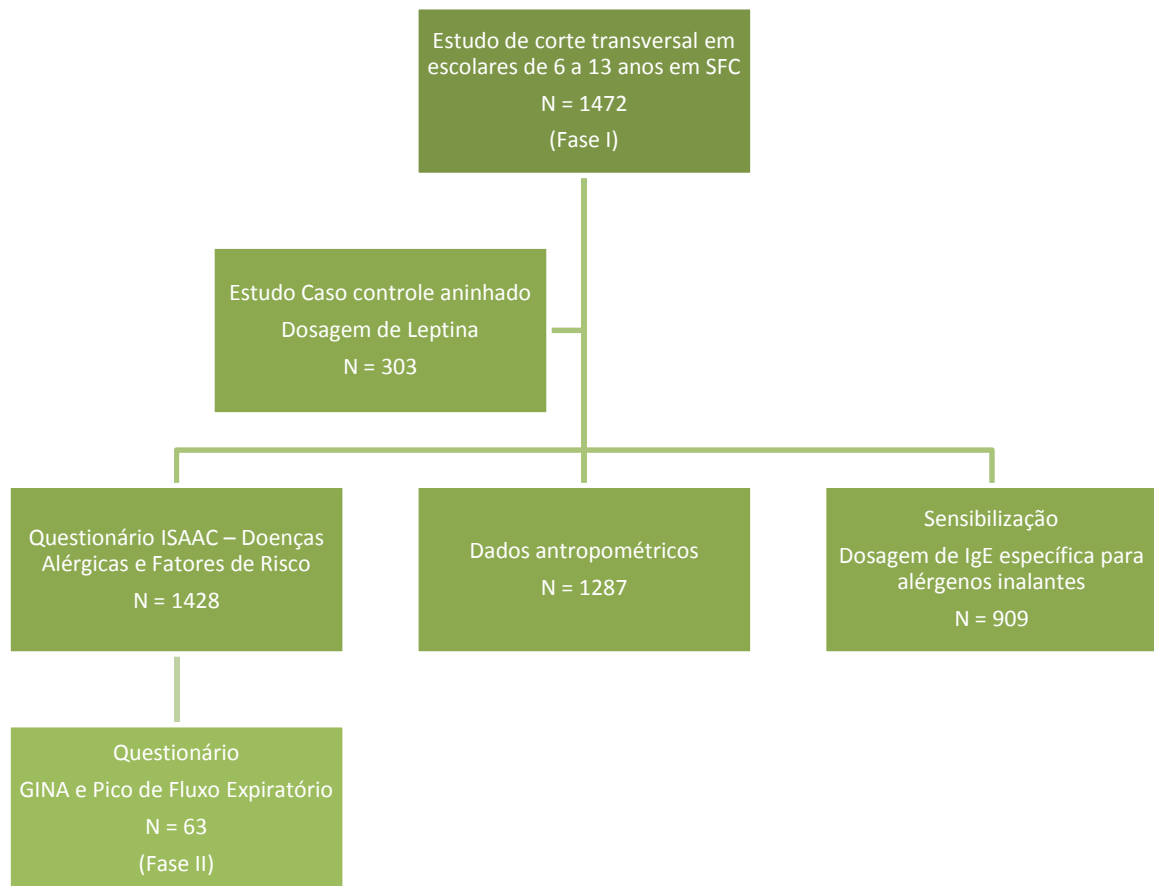 Estudo de corte transversal em
escolares de 6 a 13 anos em SFC
N = 1472
(Fase I)
Estudo Caso controle aninhado
Dosagem de Leptina
N = 303
Questionário ISAAC – Doenças
Alérgicas e Fatores de Risco
N = 1428
Dados antropométricos
N = 1287
Sensibilização
Dosagem de IgE específica para
alérgenos inalantes
N = 909
Questionário
GINA e Pico de Fluxo Expiratório
N = 63
(Fase II)